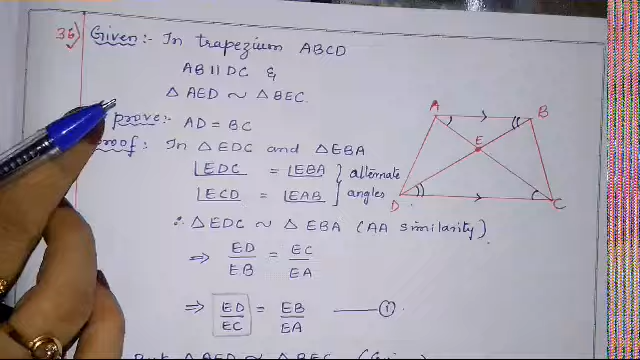 36)
Given:- In trapezium ABCD
AB || DC &
△ AED ~ △ BEC.
prove:- AD = BC
In △EDC and △EBA
∠EDC = ∠EBA } alternate
∠ECD = ∠EAB } angles
∴ △EDC ~ △EBA (AA similarity)
⇒ ED/EB = EC/EA
⇒ ED/EC = EB/EA —— ①
A
B
E
D
C